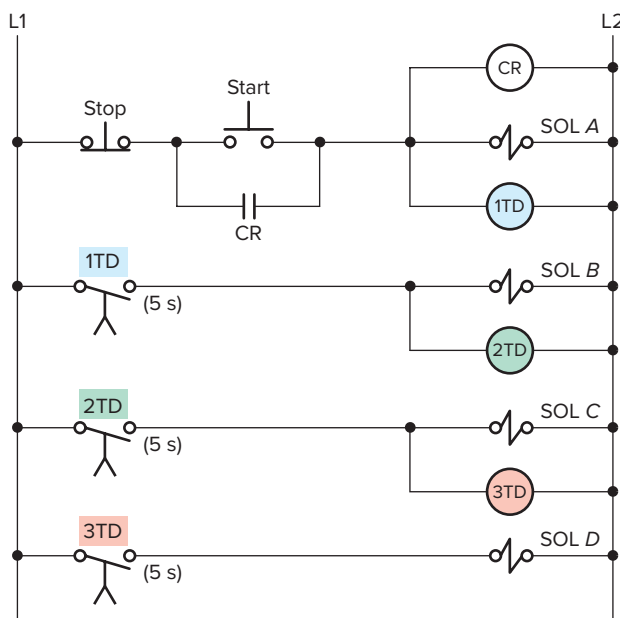 L1
L2
CR
Stop
Start
SOL A
1TD
CR
1TD
(5 s)
SOL B
2TD
2TD
(5 s)
SOL C
3TD
3TD
(5 s)
SOL D